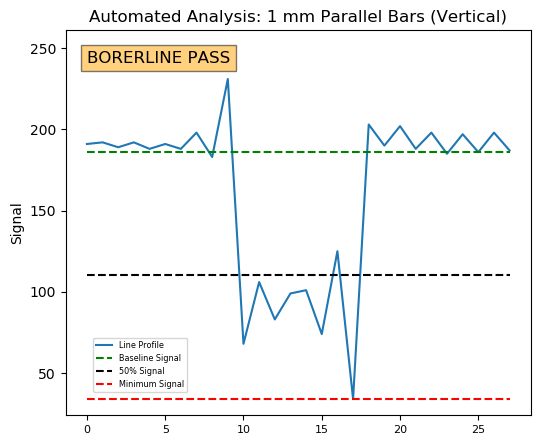 Automated Analysis: 1 mm Parallel Bars (Vertical)
BORERLINE PASS
250
200
150
100
50
Signal
Line Profile
Baseline Signal
50% Signal
Minimum Signal
0 5 10 15 20 25